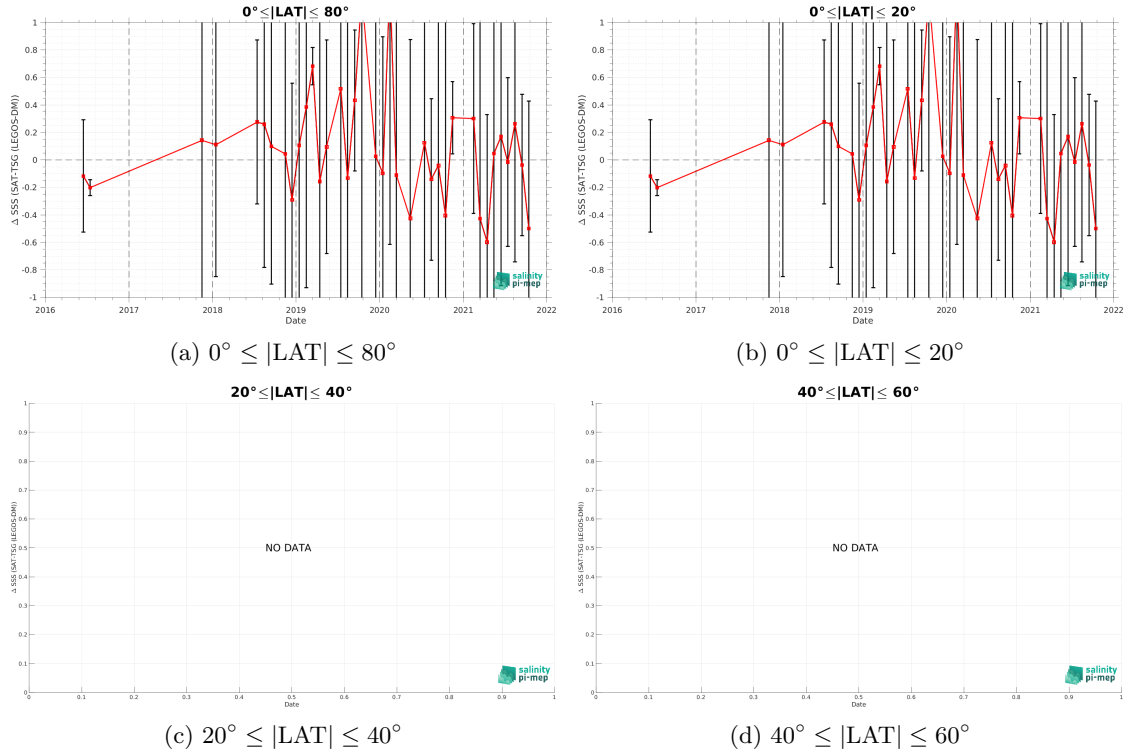 0°≤|LAT|≤ 80°
1
0.8
0.6
0.4
0.2
0
-0.2
-0.4
-0.6
-0.8
-1
Δ SSS (SAT-TSG (LEGOS-DM))
2016 2017 2018 2019 2020 2021 2022
Date
salinity
pi-mep
(a) 0° ≤ |LAT| ≤ 80°
0°≤|LAT|≤ 20°
1
0.8
0.6
0.4
0.2
0
-0.2
-0.4
-0.6
-0.8
-1
Δ SSS (SAT-TSG (LEGOS-DM))
2016 2017 2018 2019 2020 2021 2022
Date
salinity
pi-mep
(b) 0° ≤ |LAT| ≤ 20°
20°≤|LAT|≤ 40°
1
0.9
0.8
0.7
0.6
0.5
0.4
0.3
0.2
0.1
0
Δ SSS (SAT-TSG (LEGOS-DM))
NO DATA
0 0.1 0.2 0.3 0.4 0.5 0.6 0.7 0.8 0.9 1
Date
salinity
pi-mep
(c) 20° ≤ |LAT| ≤ 40°
40°≤|LAT|≤ 60°
1
0.9
0.8
0.7
0.6
0.5
0.4
0.3
0.2
0.1
0
Δ SSS (SAT-TSG (LEGOS-DM))
NO DATA
0 0.1 0.2 0.3 0.4 0.5 0.6 0.7 0.8 0.9 1
Date
salinity
pi-mep
(d) 40° ≤ |LAT| ≤ 60°